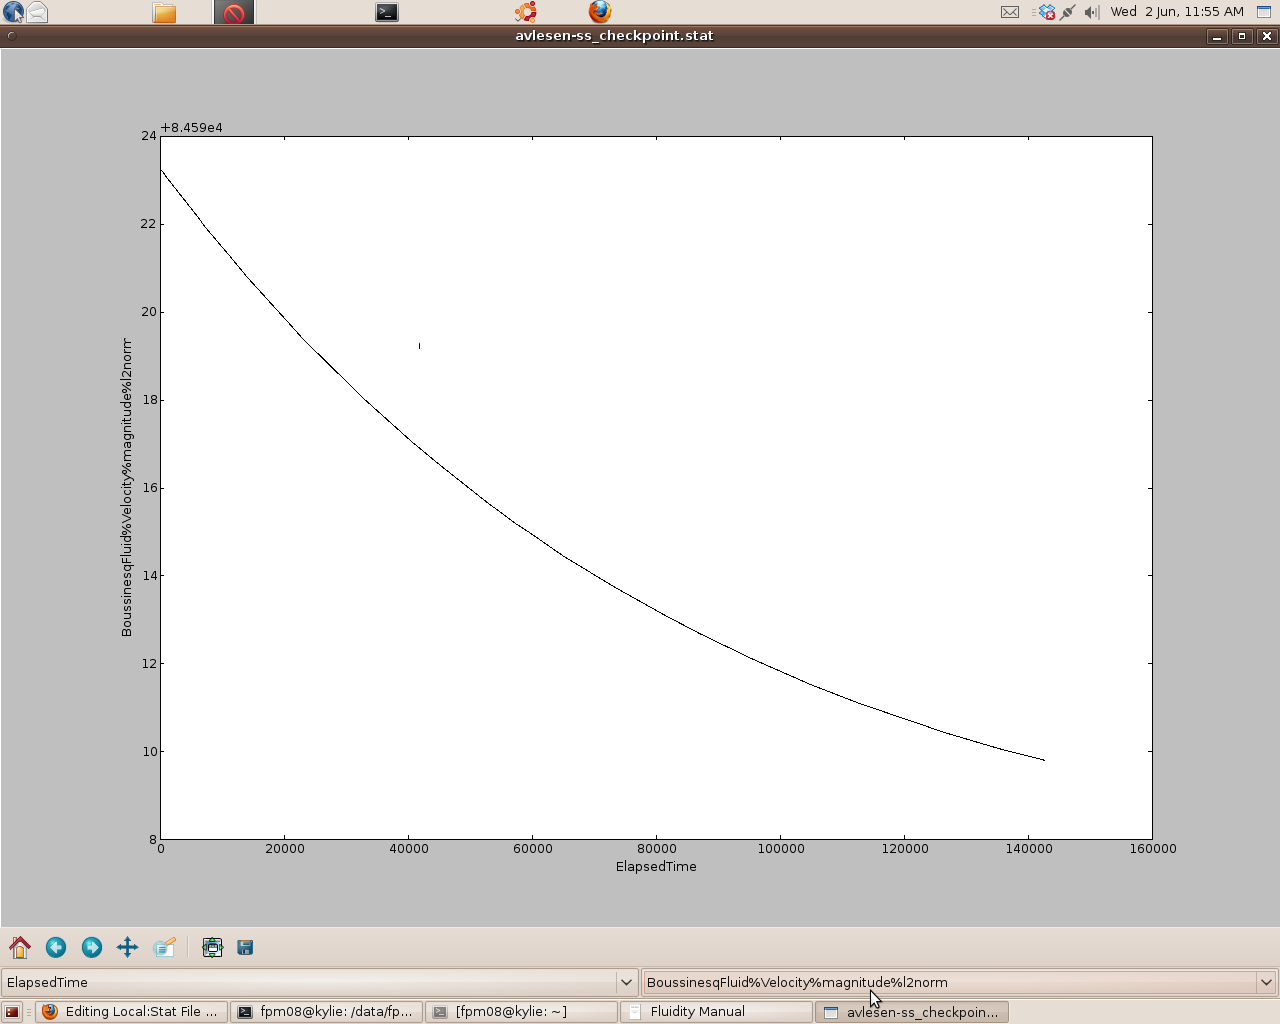 Wed 2 Jun, 11:55 AM
avlesen-ss_checkpoint.stat
+8.459e4
24
22
20
18
16
14
12
10
8
BoussinesqFluid%Velocity%magnitude%l2norm
0 20000 40000 60000 80000 100000 120000 140000 160000
ElapsedTime
ElapsedTime BoussinesqFluid%Velocity%magnitude%l2norm
Editing Local:Stat File ... fpm08@kylie: /data/fp... [fpm08@kylie: ~] Fluidity Manual avlesen-ss_checkpoin...